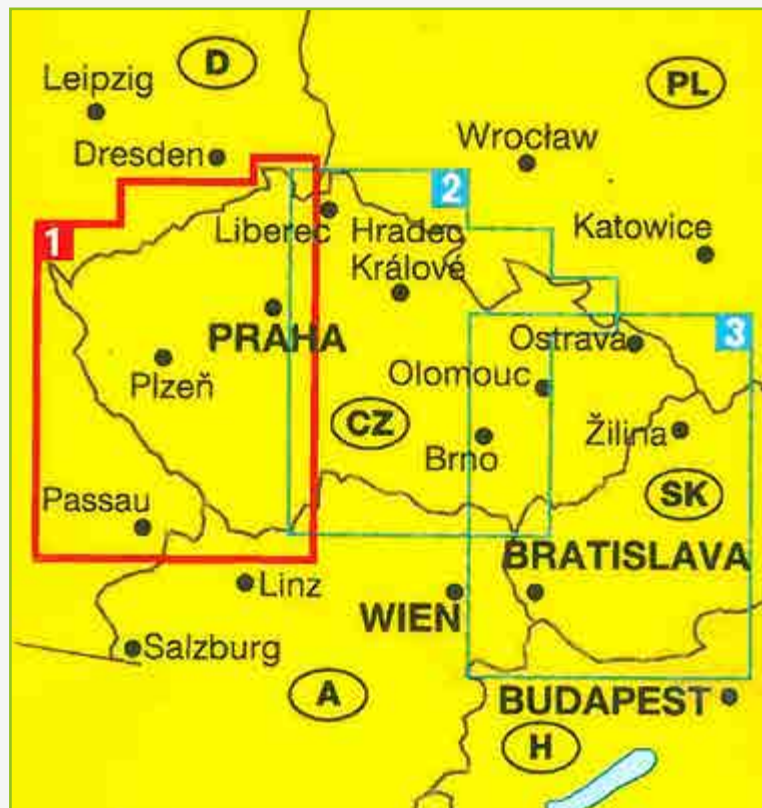 D
Leipzig
PL
Dresden
Wrocław
2
1
Liberec
Hradec
Králové
Katowice
PRAHA
3
Ostrava
Plzeň
Olomouc
CZ
Brno
Žilina
Passau
SK
BRATISLAVA
Linz
WIEN
Salzburg
A
BUDAPEST
H